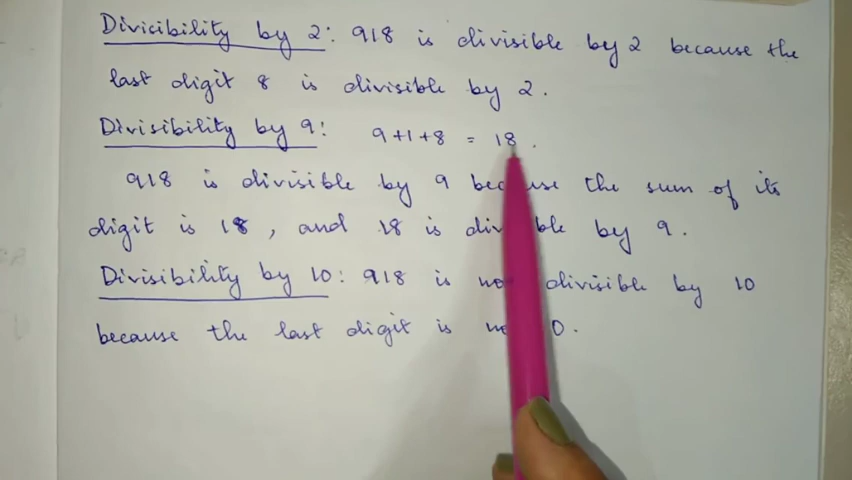 Divicibility by 2: 918 is divisible by 2 because the
last digit 8 is divisible by 2.
Divisibility by 9: 9+1+8 = 18.
918 is divisible by 9 the sum of its
digit is 18, and 18 is by 9.
Divisibility by 10: 918 is divisible by 10
because the last digit is 0.